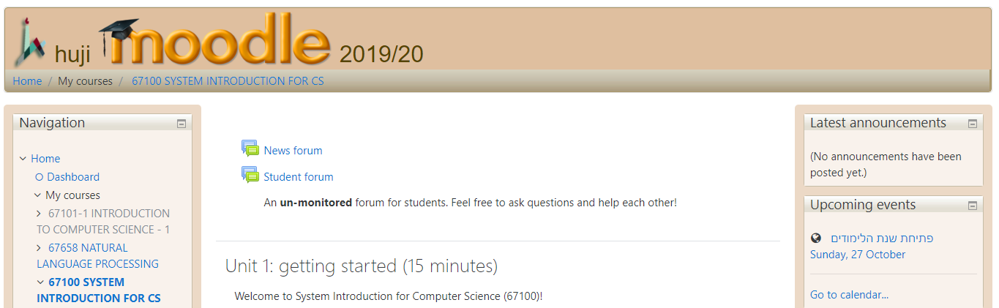 huji moodle 2019/20
Home / My courses / 67100 SYSTEM INTRODUCTION FOR CS
Navigation
Home
Dashboard
My courses
67101-1 INTRODUCTION
TO COMPUTER SCIENCE - 1
67658 NATURAL
LANGUAGE PROCESSING
67100 SYSTEM
INTRODUCTION FOR CS
News forum
Student forum
An un-monitored forum for students. Feel free to ask questions and help each other!
Unit 1: getting started (15 minutes)
Welcome to System Introduction for Computer Science (67100)!
Latest announcements
(No announcements have been
posted yet.)
Upcoming events
פתיחת שנת הלימודים
Sunday, 27 October
Go to calendar...